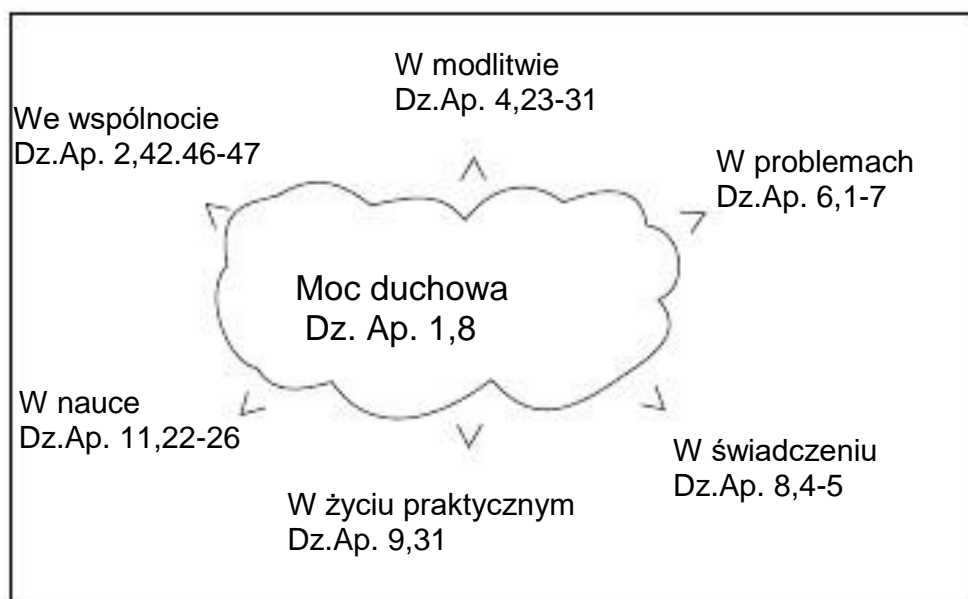 W modlitwie
Dz.Ap. 4,23-31
We wspólnocie
Dz.Ap. 2,42.46-47
W problemach
Dz.Ap. 6,1-7
Moc duchowa
Dz. Ap. 1,8
W nauce
Dz.Ap. 11,22-26
W świadczeniu
Dz.Ap. 8,4-5
W życiu praktycznym
Dz.Ap. 9,31